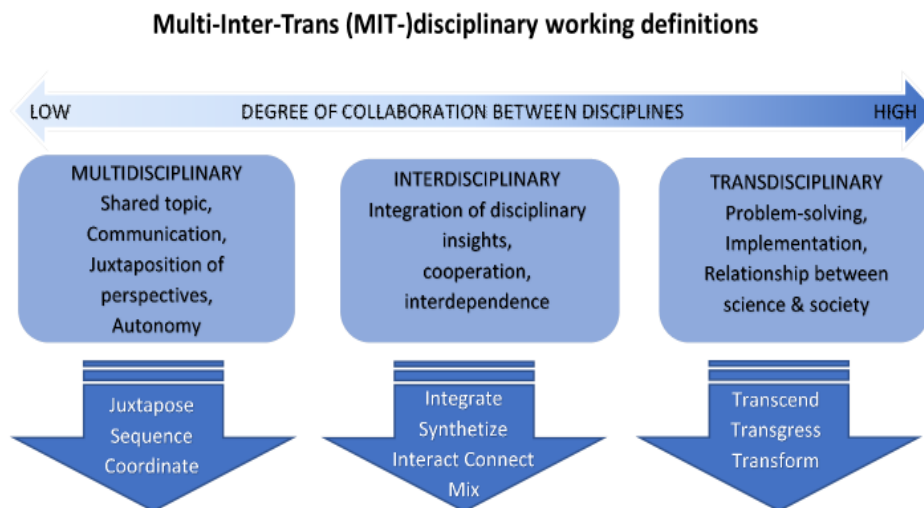 Multi-Inter-Trans (MIT-)disciplinary working definitions
LOW DEGREE OF COLLABORATION BETWEEN DISCIPLINES HIGH
MULTIDISCIPLINARY
Shared topic,
Communication,
Juxtaposition of
perspectives,
Autonomy
INTERDISCIPLINARY
Integration of disciplinary
insights,
cooperation,
interdependence
TRANSDISCIPLINARY
Problem-solving,
Implementation,
Relationship between
science & society
Juxtapose
Sequence
Coordinate
Integrate
Synthetize
Interact Connect
Mix
Transcend
Transgress
Transform